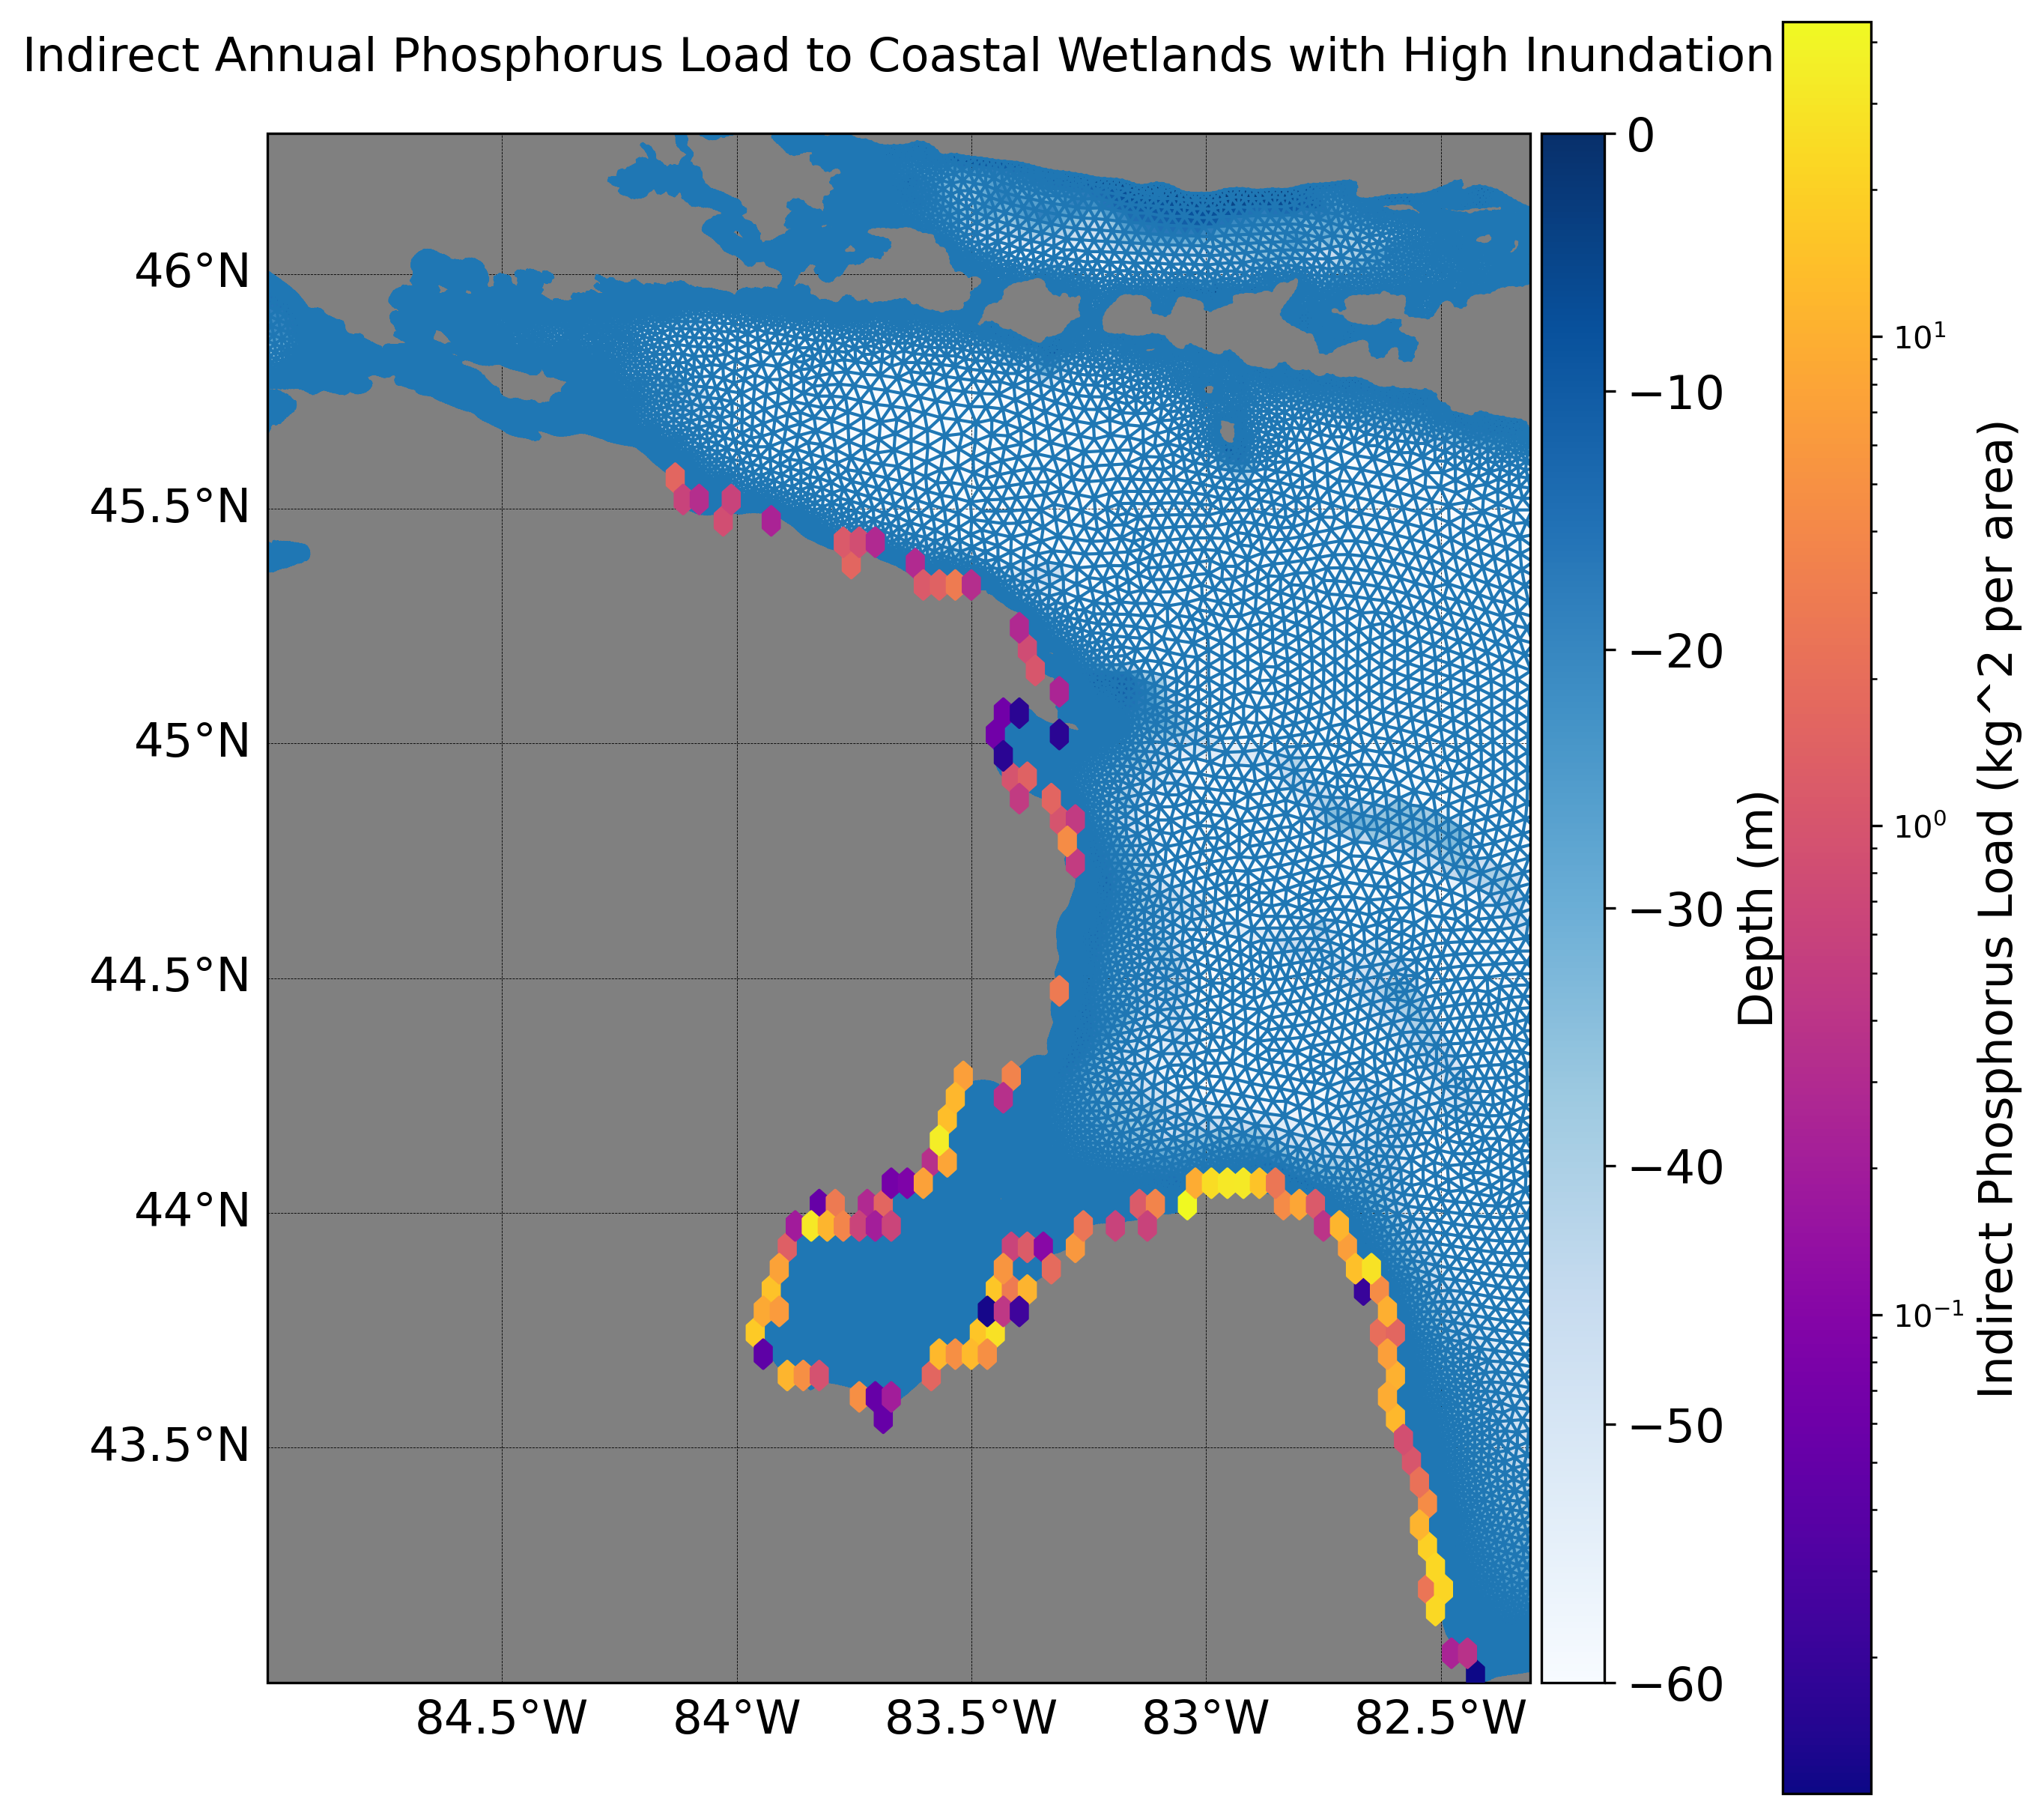 Indirect Annual Phosphorus Load to Coastal Wetlands with High Inundation
46°N
45.5°N
45°N
44.5°N
44°N
43.5°N
84.5°W
84°W
83.5°W
83°W
82.5°W
0
−10
−20
−30
−40
−50
−60
Depth (m)
10¹
10⁰
10⁻¹
Indirect Phosphorus Load (kg^2 per area)